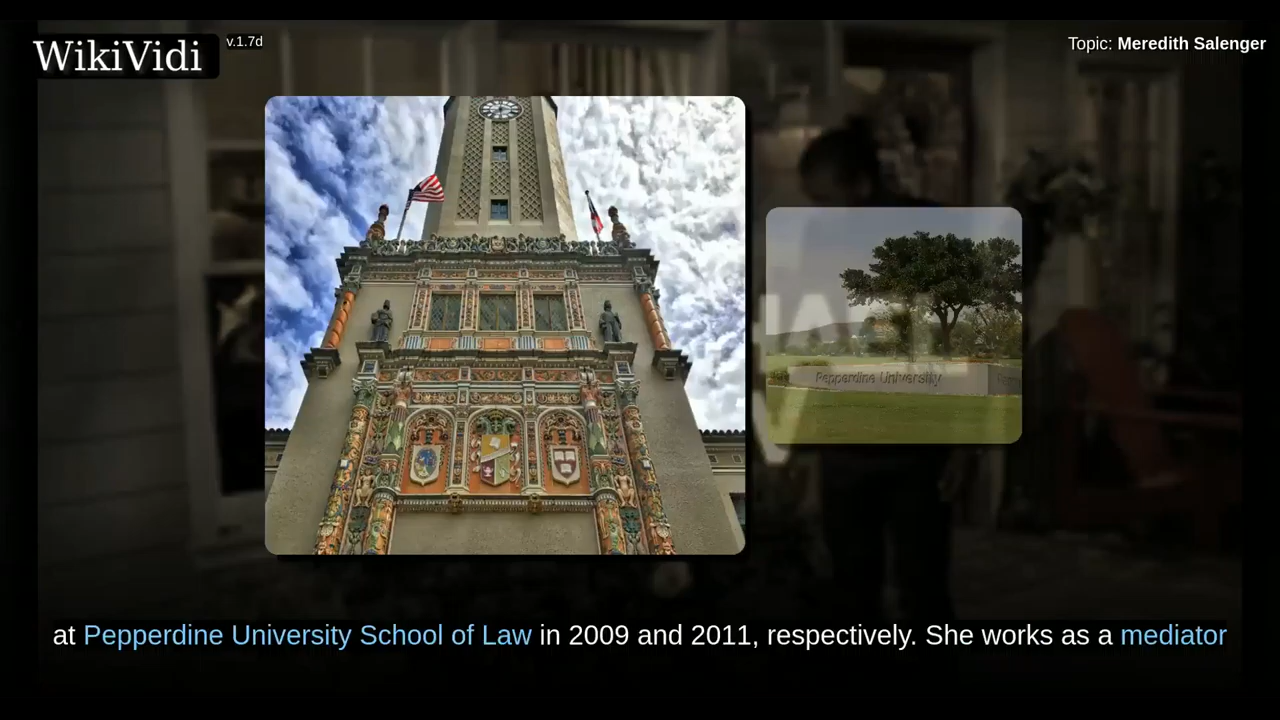 WikiVidi v.1.7d
Topic: Meredith Salenger
Pepperdine University
at Pepperdine University School of Law in 2009 and 2011, respectively. She works as a mediator